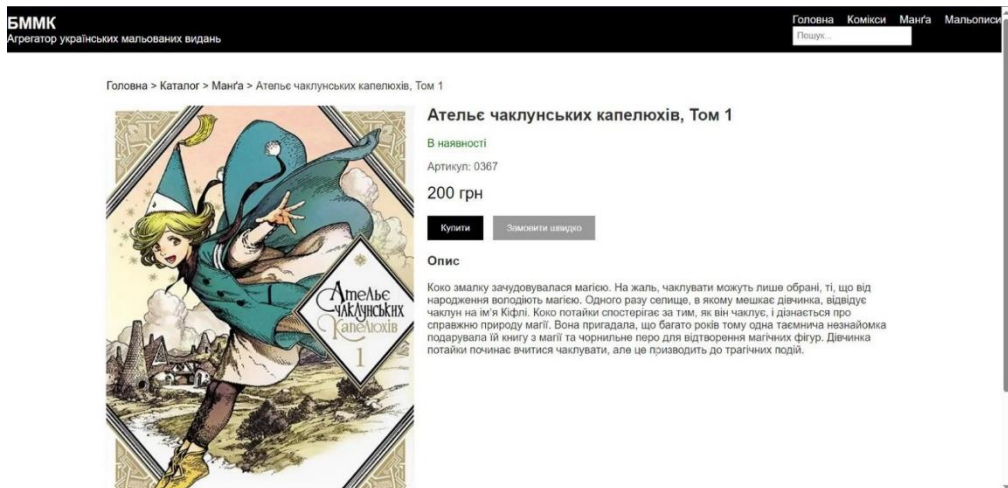 БММК
Агрегатор українських мальованих видань
Головна Комікси Манґа Мальописи
Пошук...
Головна > Каталог > Манґа > Ательє чаклунських капелюхів, Том 1
Ательє
чаклунських
капелюхів
1
Ательє чаклунських капелюхів, Том 1
В наявності
Артикул: 0367
200 грн
Купити Замовити швидко
Опис
Коко змалку зачудовувалася магією. На жаль, чаклувати можуть лише обрані, ті, що від
народження володіють магією. Одного разу селище, в якому мешкає дівчинка, відвідує
чаклун на ім'я Кіфлі. Коко потайки спостерігає за тим, як він чаклує, і дізнається про
справжню природу магії. Вона пригадала, що багато років тому одна таємнича незнайомка
подарувала їй книгу з магії та чорнильне перо для відтворення магічних фігур. Дівчинка
потайки починає вчитися чаклувати, але це призводить до трагічних подій.